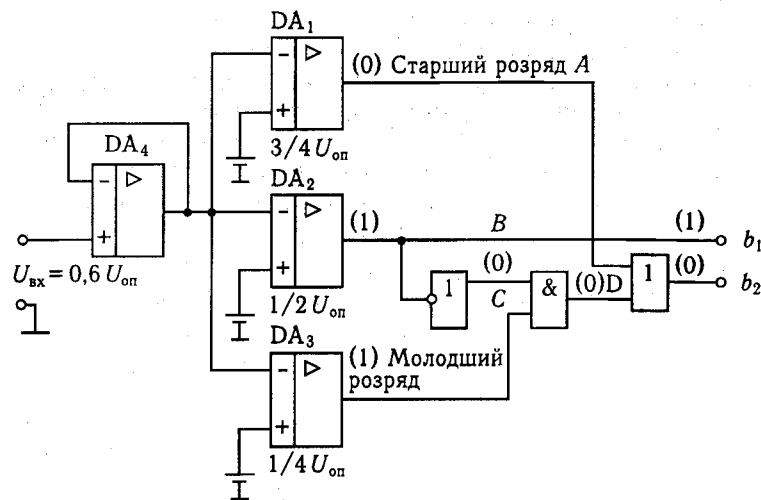 DA₁
(0) Старший розряд A
- ▷
+
3/4 Uоп
DA₄
- ▷
+
Uвх = 0,6 Uоп
DA₂
- ▷
+
(1)
B
(1)
b₁
1/2 Uоп
1
(0)
C
&
(0)D
1
(0)
b₂
DA₃
- ▷
+
(1) Молодший
розряд
1/4 Uоп